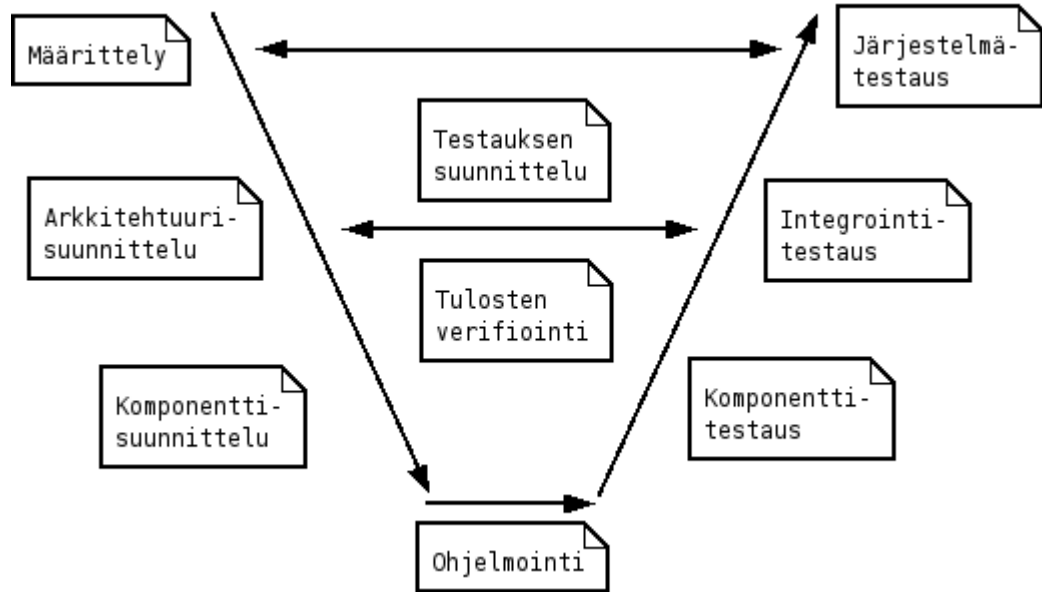 Määrittely
Järjestelmä-
testaus
Testauksen
suunnittelu
Arkkitehtuuri-
suunnittelu
Integrointi-
testaus
Tulosten
verifiointi
Komponentti-
suunnittelu
Komponentti-
testaus
Ohjelmointi